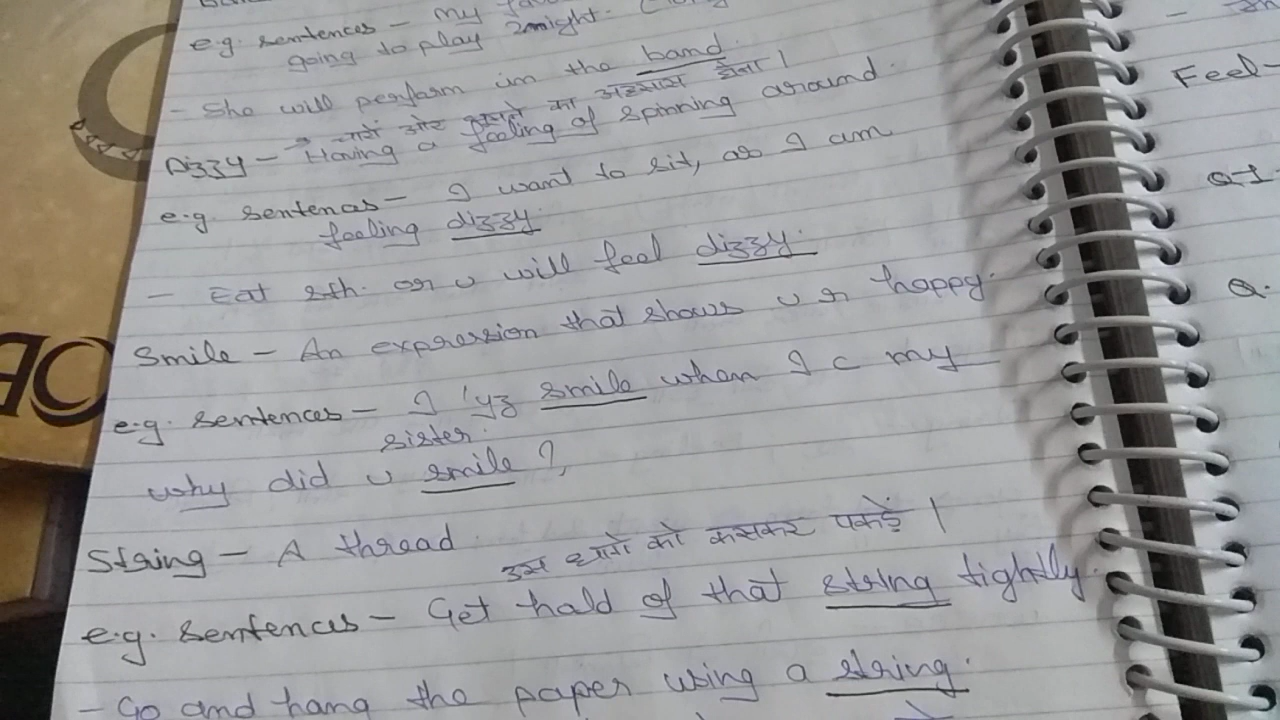 e.g. sentences - my
going to play 2night.
- She will perform in the band.
चारों ओर घूमने का अहसास होना।
Dizzy - Having a feeling of spinning around.
e.g. sentences - I want to sit, as I am
feeling dizzy.
- Eat sth. or u will feel dizzy.
Smile - An expression that shows u r happy.
e.g. sentences - I 'yz smile when I c my
sister.
why did u smile?
String - A thread.
उस धागे को कसकर पकड़ें।
e.g. sentences - Get hald of that string tightly.
- Go and hang the paper using a string.
Feel-
Q.